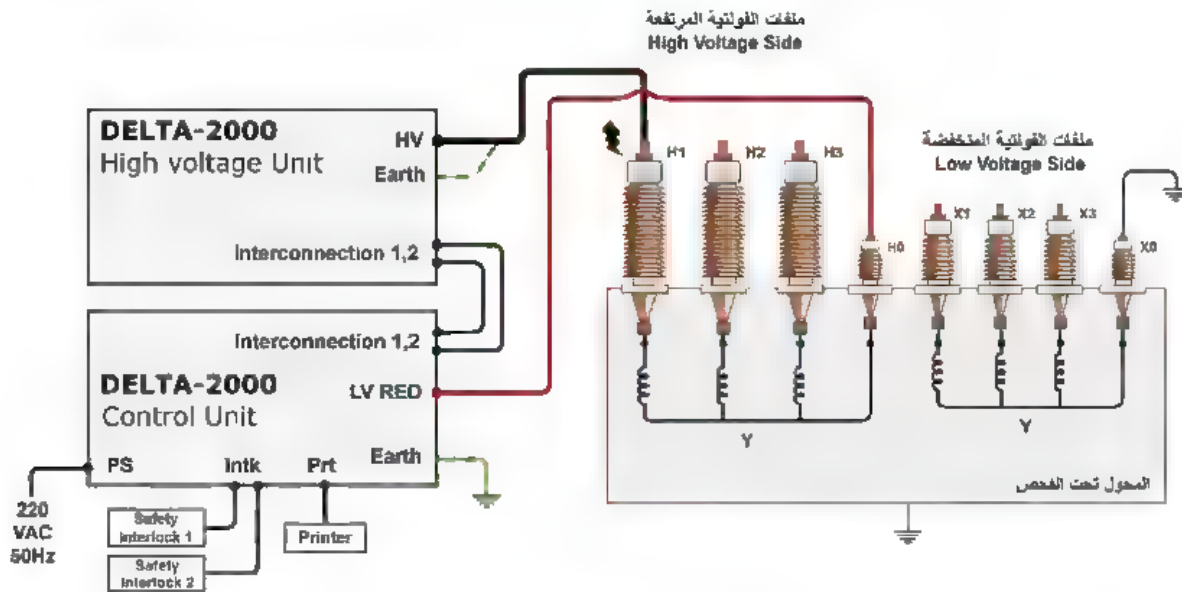 ملفات الفولتية المرتفعة
High Voltage Side
DELTA-2000
High voltage Unit
HV
Earth
Interconnection 1,2
H1
H2
H3
H0
ملفات الفولتية المنخفضة
Low Voltage Side
X1
X2
X3
X0
Interconnection 1,2
DELTA-2000
Control Unit
LV RED
Earth
PS
Intk
Prt
220
VAC
50Hz
Safety
Interlock 1
Printer
Safety
Interlock 2
Y
Y
المحول تحت الفحص